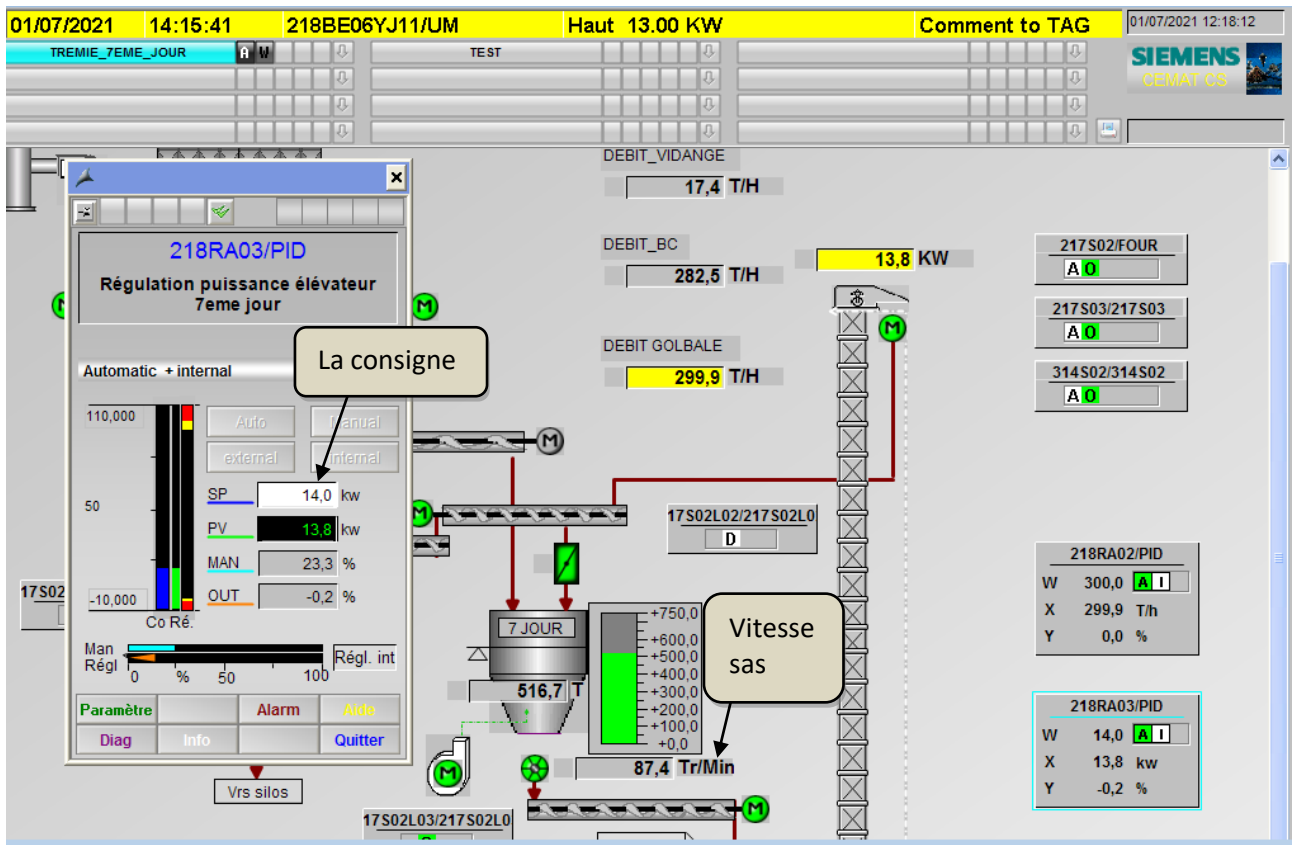 01/07/2021 14:15:41 218BE06YJ11/UM Haut 13.00 KW Comment to TAG
01/07/2021 12:18:12
TREMIE_7EME_JOUR A W TEST
SIEMENS
CEMAT CS
218RA03/PID
Régulation puissance élévateur
7eme jour
La consigne
Automatic + internal
110,000
50
-10,000
Auto Manual
external internal
SP 14,0 kw
PV 13,8 kw
MAN 23,3 %
OUT -0,2 %
Co Ré.
Man
Régl
0 % 50 100
Régl. int
Paramètre Alarm Aide
Diag Info Quitter
DEBIT_VIDANGE
17,4 T/H
DEBIT_BC
282,5 T/H
13,8 KW
DEBIT GOLBALE
299,9 T/H
M
M
M
M
M
17S02
17S02L02/217S02L0
D
7 JOUR
516,7 T
+750,0
+600,0
+500,0
+400,0
+300,0
+200,0
+100,0
+0,0
Vitesse
sas
87,4 Tr/Min
M
M
Vrs silos
17S02L03/217S02L0
217S02/FOUR
A O
217S03/217S03
A O
314S02/314S02
A O
218RA02/PID
W 300,0 A I
X 299,9 T/h
Y 0,0 %
218RA03/PID
W 14,0 A I
X 13,8 kw
Y -0,2 %